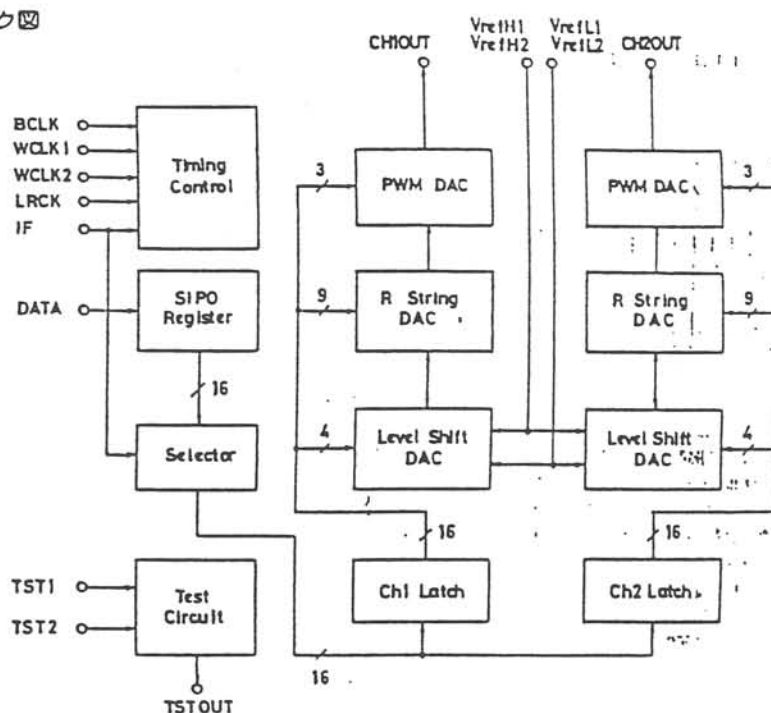 ク図
CH1OUT
VrefH1
VrefH2
VrefL1
VrefL2
CH2OUT
BCLK
WCLK1
WCLK2
LRCK
IF
Timing
Control
DATA
SIPO
Register
16
Selector
TST1
TST2
Test
Circuit
TSTOUT
3
PWM DAC
9
R String
DAC
4
Level Shift
DAC
16
Ch1 Latch
16
PWM DAC
3
R String
DAC
9
Level Shift
DAC
4
16
Ch2 Latch